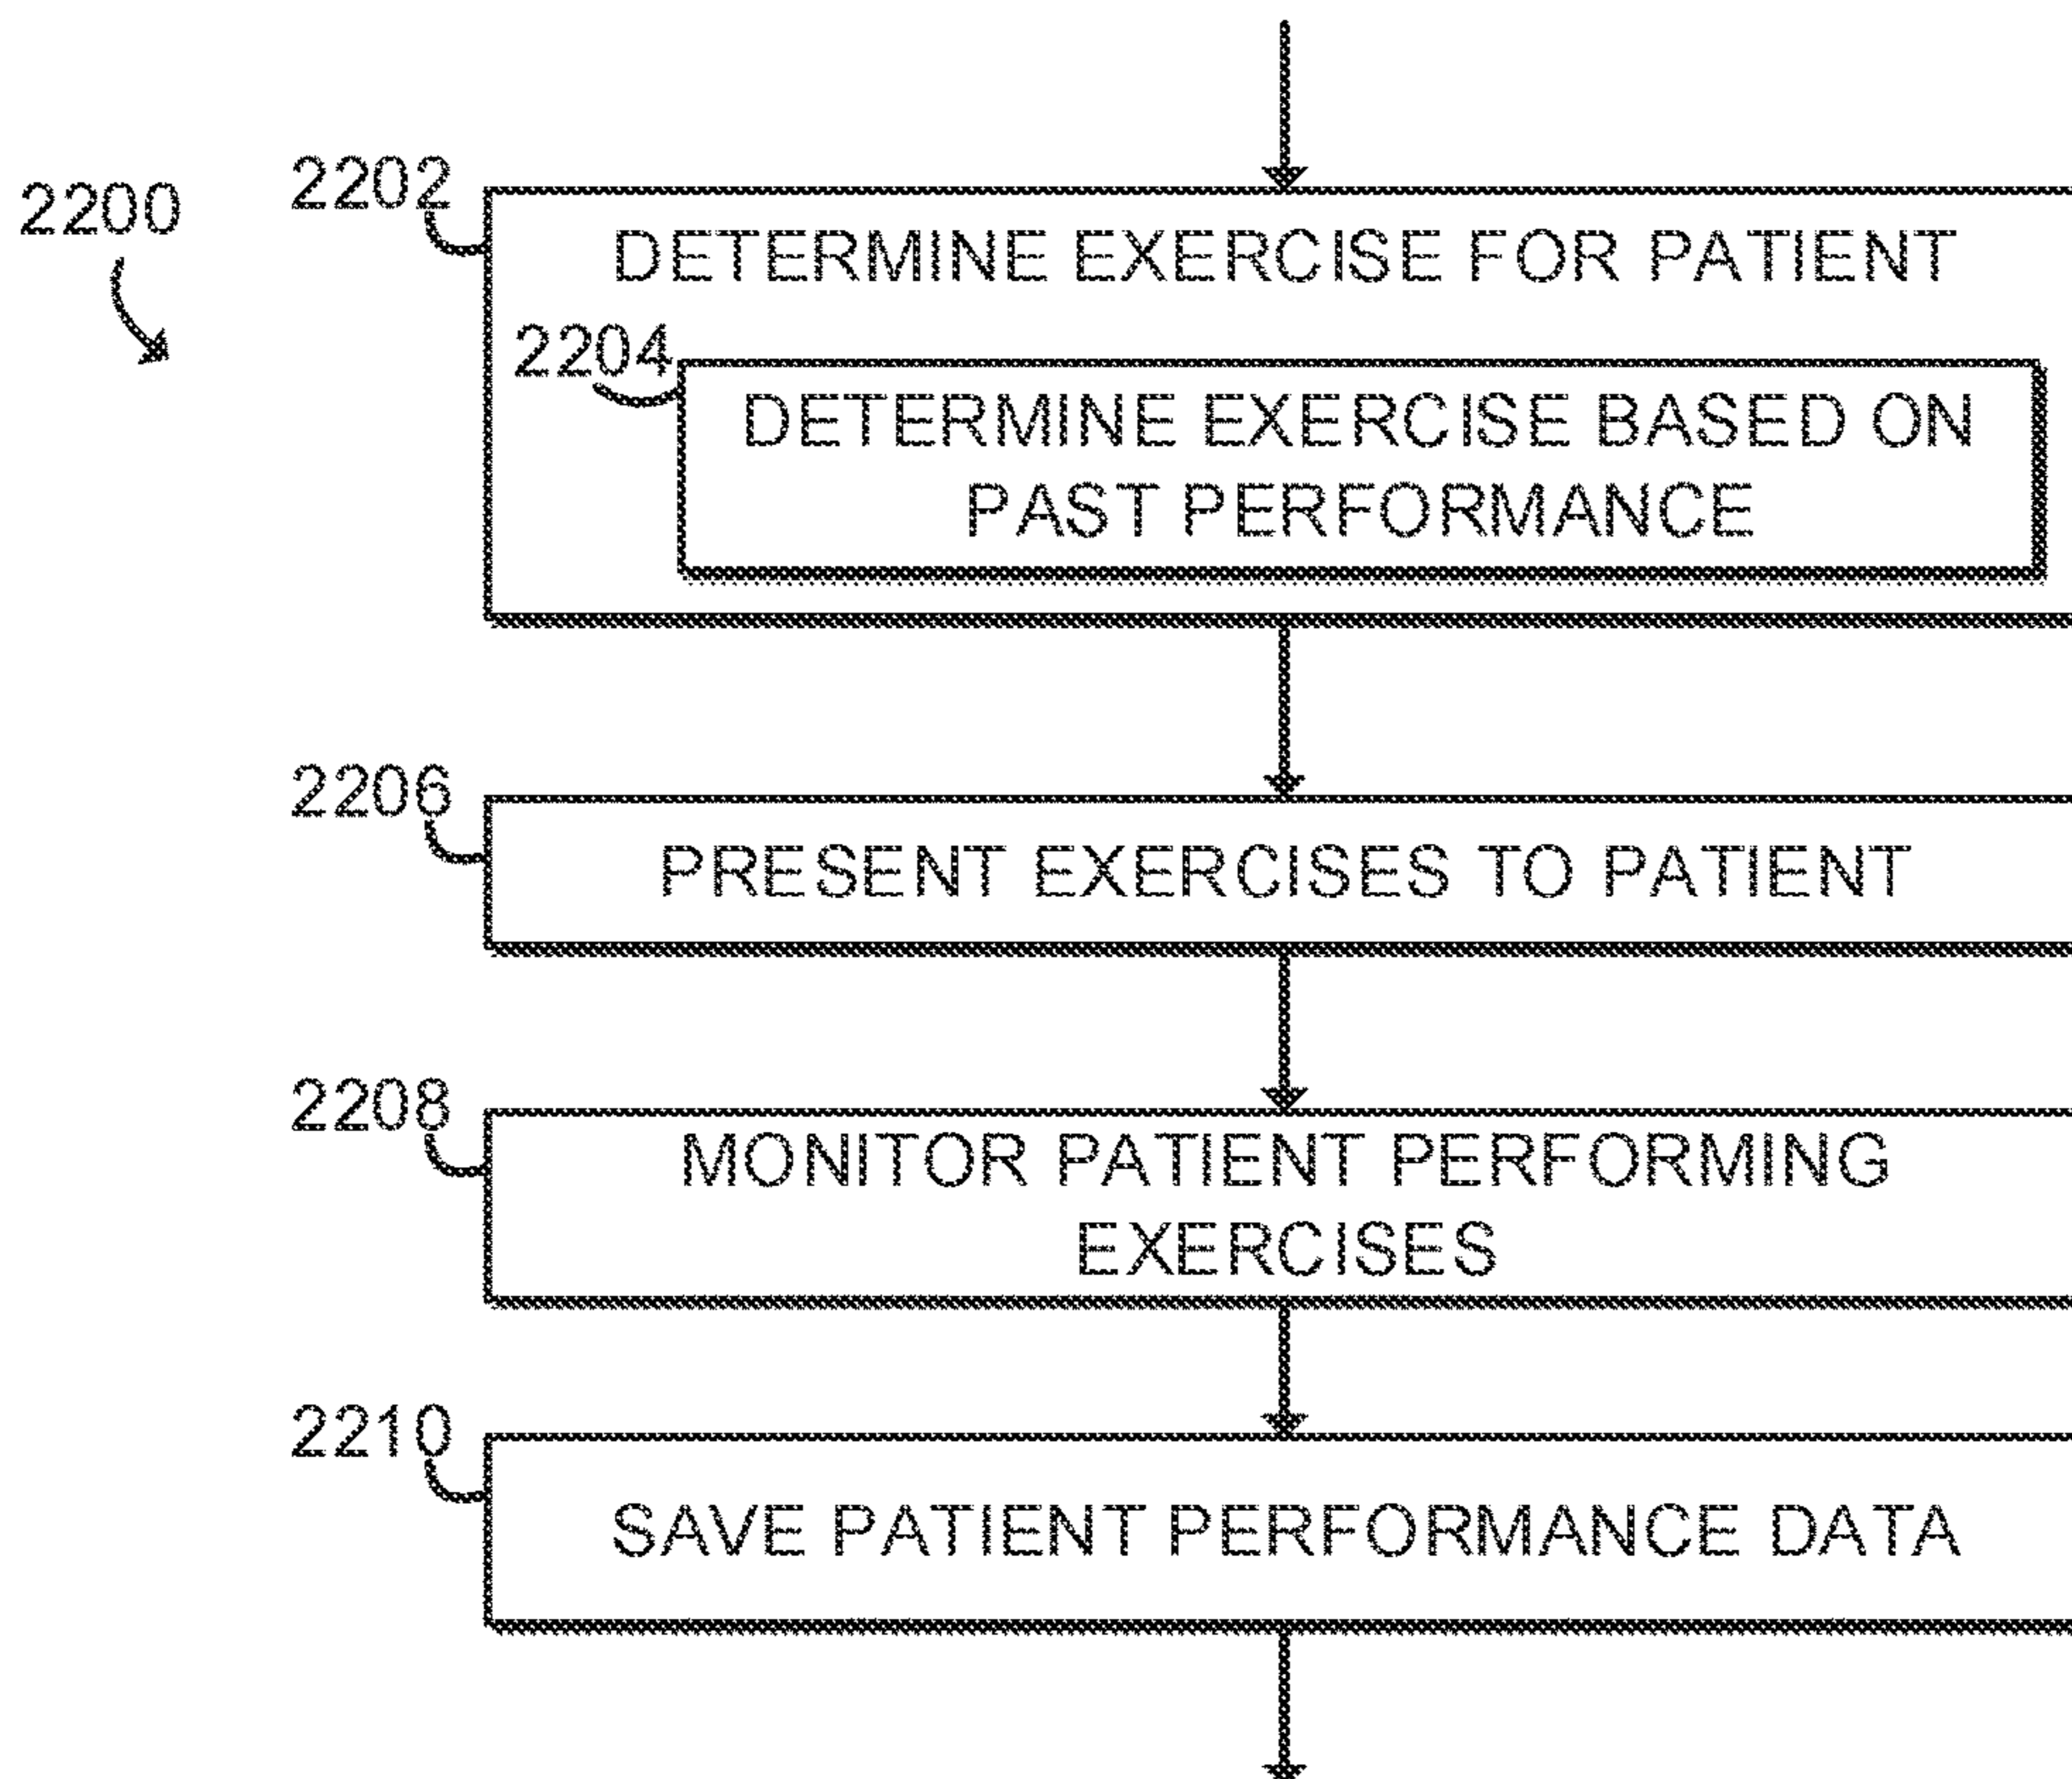 2200
2202
DETERMINE EXERCISE FOR PATIENT
2204
DETERMINE EXERCISE BASED ON
PAST PERFORMANCE
2206
PRESENT EXERCISES TO PATIENT
2208
MONITOR PATIENT PERFORMING
EXERCISES
2210
SAVE PATIENT PERFORMANCE DATA